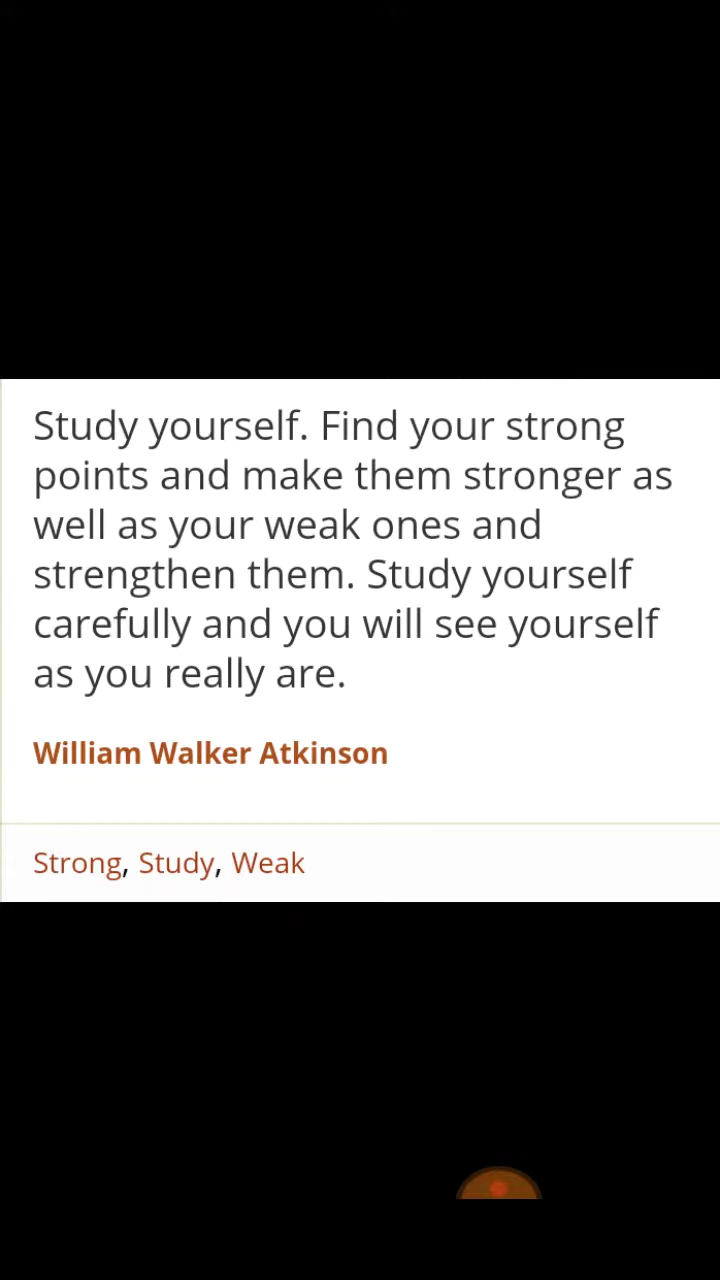 Study yourself. Find your strong
points and make them stronger as
well as your weak ones and
strengthen them. Study yourself
carefully and you will see yourself
as you really are.
William Walker Atkinson
Strong, Study, Weak